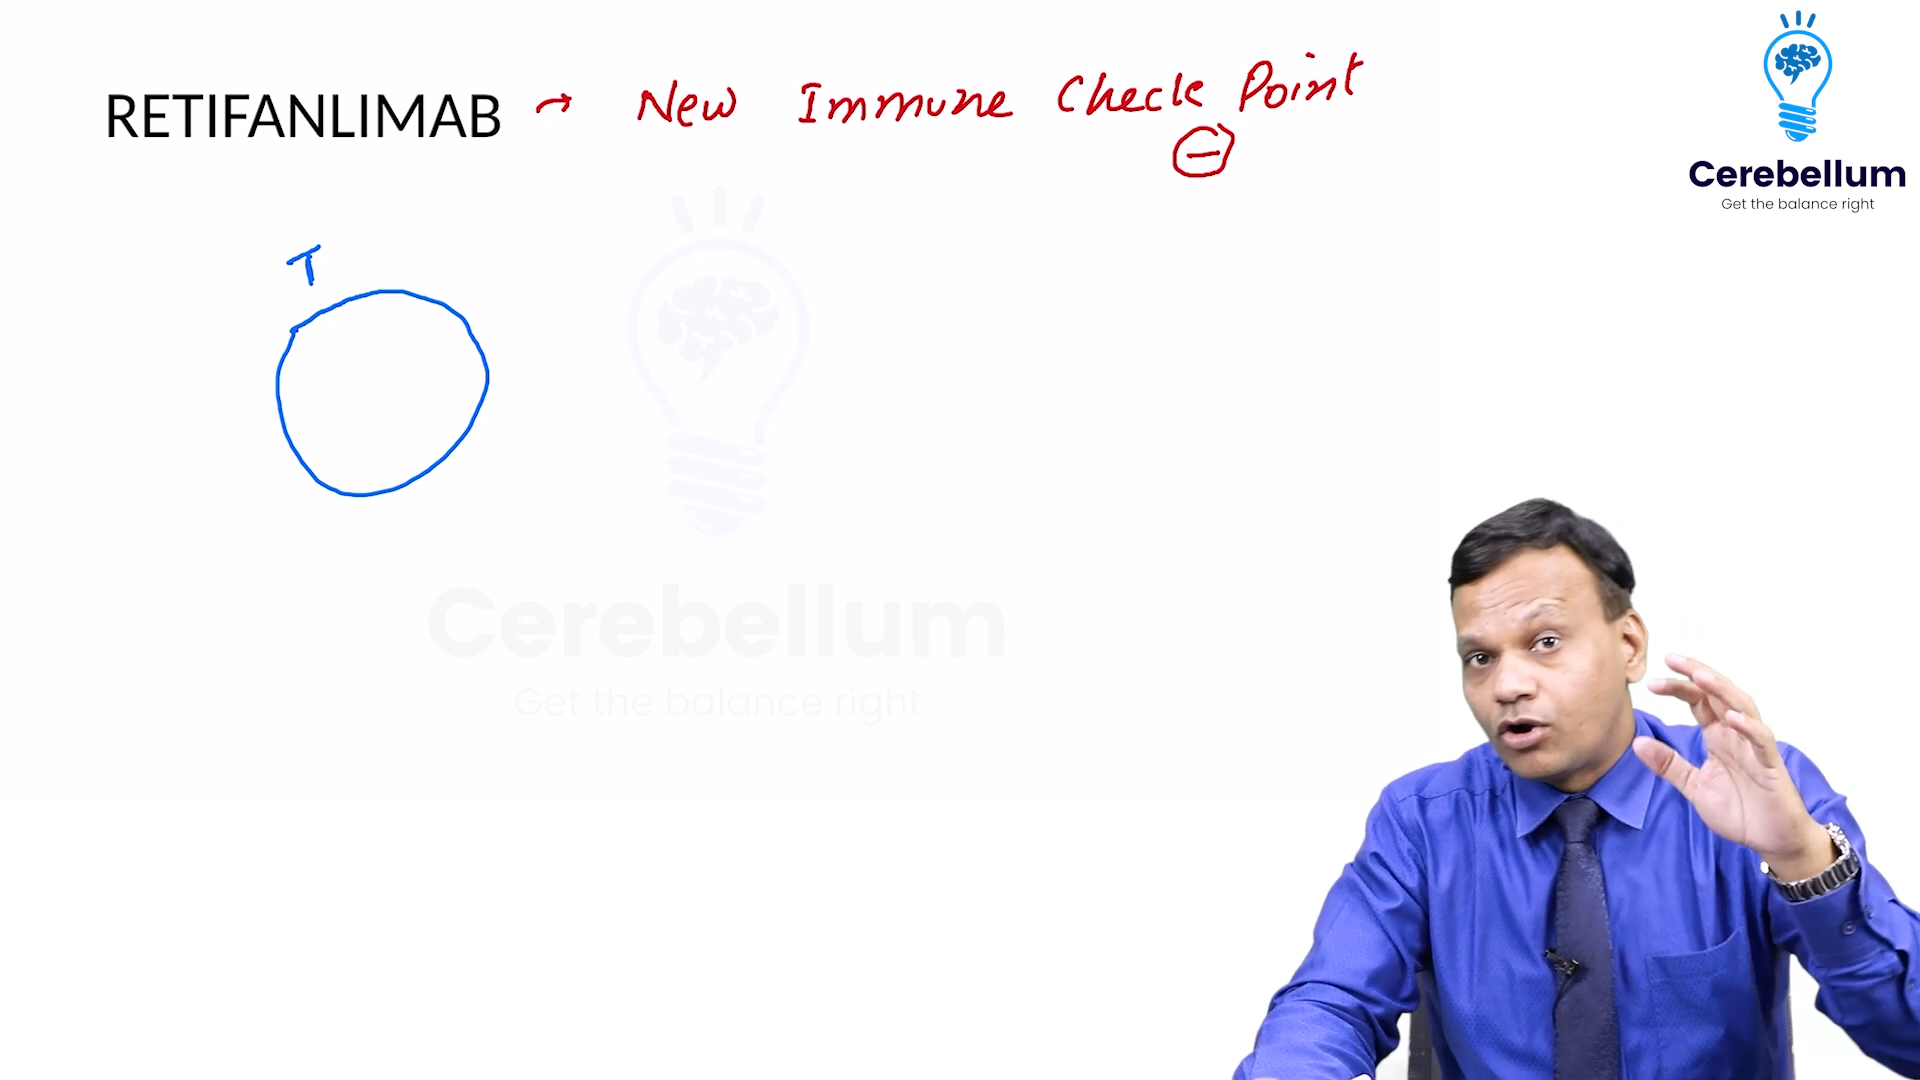 RETIFANLIMAB → New Immune Check Point
⊖
Cerebellum
Get the balance right
T
Cerebellum
Get the balance right